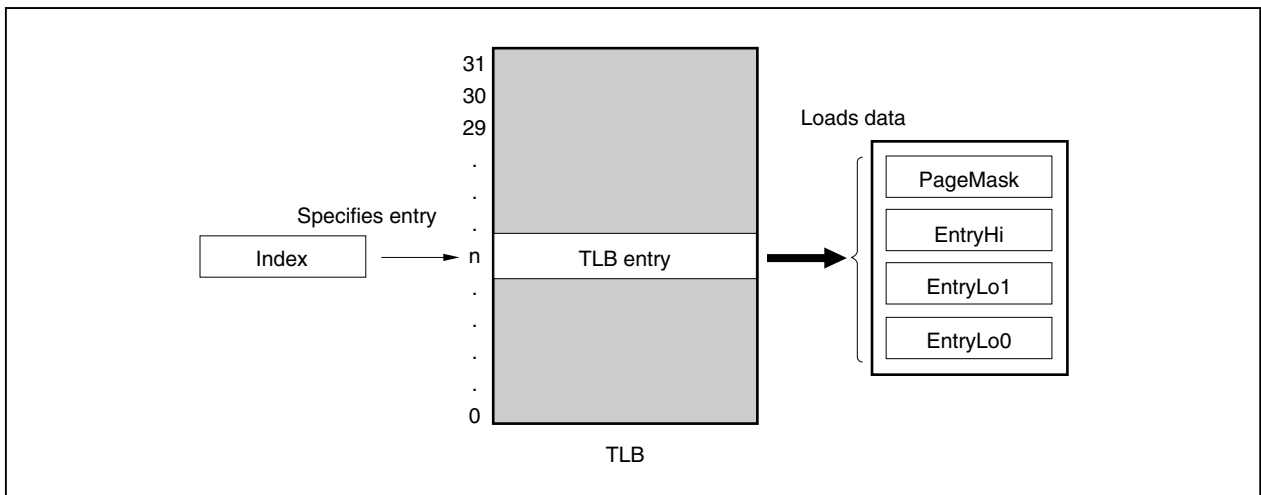 31
30
29
.
.
.
n
.
.
.
.
0
Specifies entry
Index
TLB entry
TLB
Loads data
PageMask
EntryHi
EntryLo1
EntryLo0